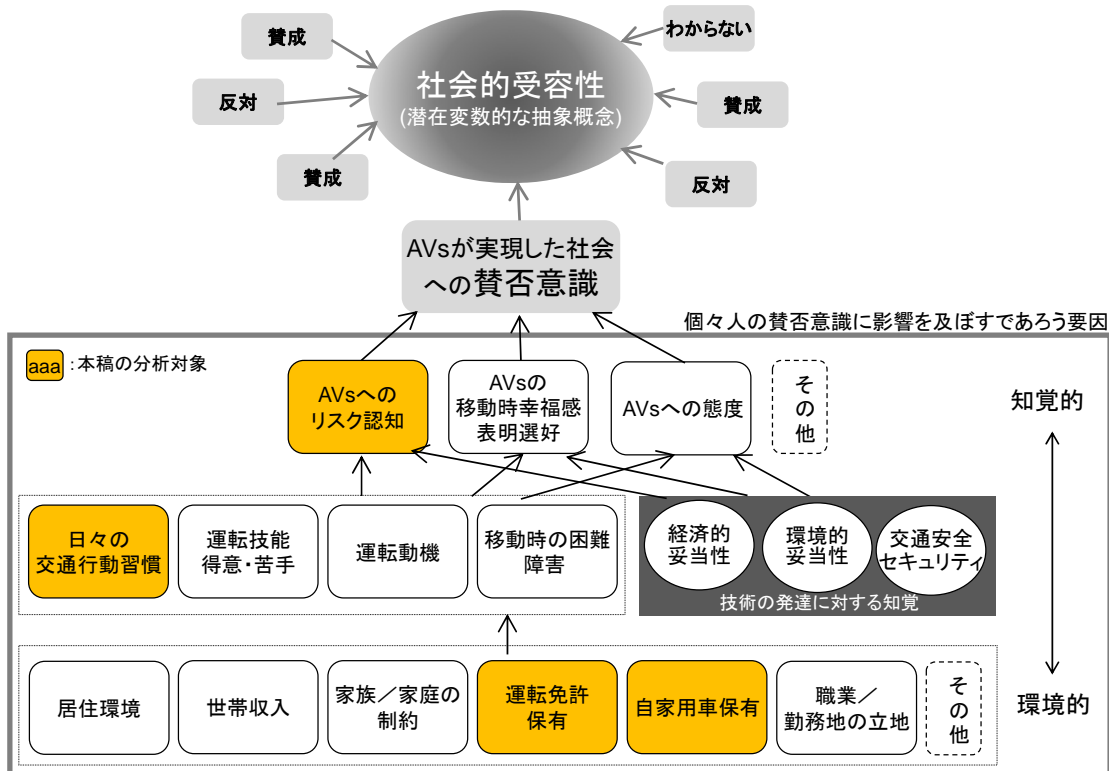 賛成
わからない
社会的受容性
(潜在変数的な抽象概念)
反対
賛成
賛成
反対
AVsが実現した社会
への賛否意識
個々人の賛否意識に影響を及ぼすであろう要因
aaa:本稿の分析対象
AVsへの
リスク認知
AVsの
移動時幸福感
表明選好
AVsへの態度
その他
知覚的
日々の
交通行動習慣
運転技能
得意・苦手
運転動機
移動時の困難
障害
経済的
妥当性
環境的
妥当性
交通安全
セキュリティ
技術の発達に対する知覚
居住環境
世帯収入
家族／家庭の
制約
運転免許
保有
自家用車保有
職業／
勤務地の立地
その他
環境的